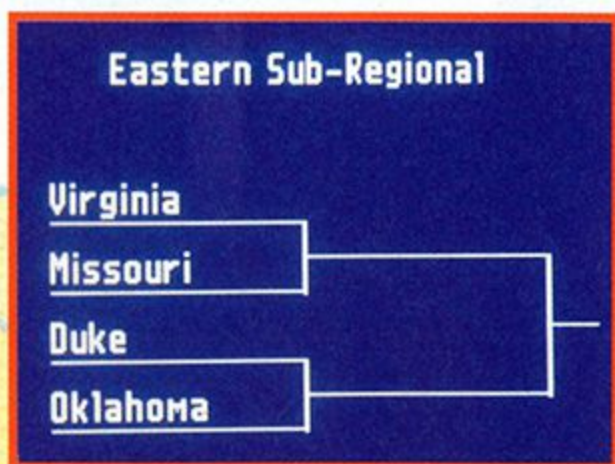 Eastern Sub-Regional
Virginia
Missouri
Duke
Oklahoma